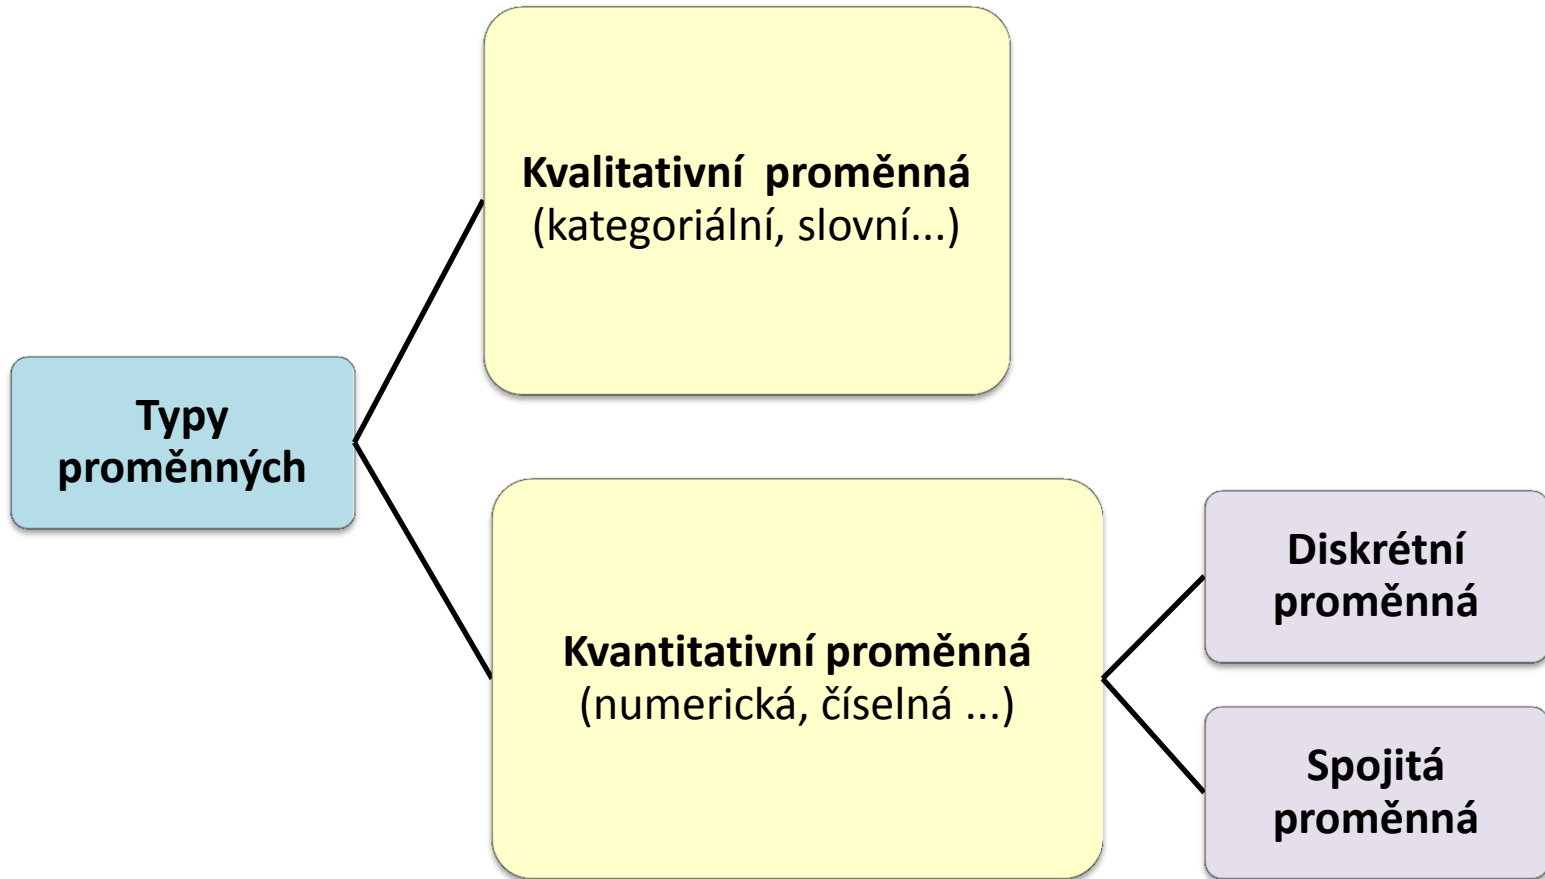 Typy
proměnných
Kvalitativní proměnná
(kategoriální, slovní...)
Kvantitativní proměnná
(numerická, číselná ...)
Diskrétní
proměnná
Spojitá
proměnná